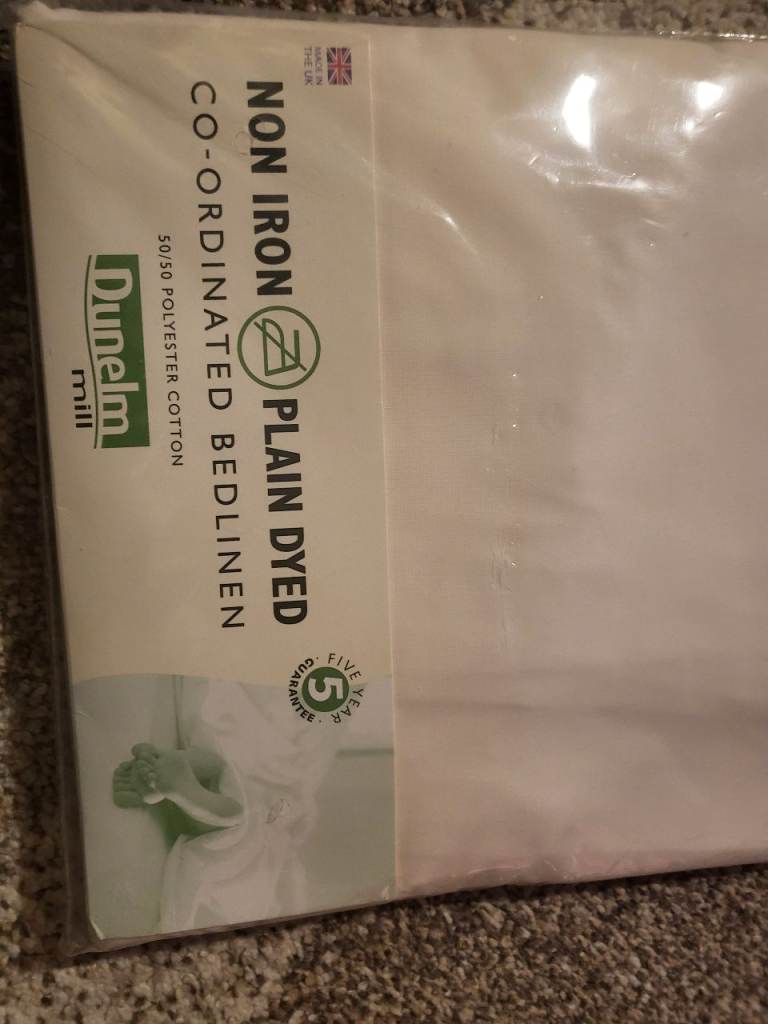 MADE IN
THE UK
NON IRON PLAIN DYED
CO-ORDINATED BEDLINEN
50/50 POLYESTER COTTON
Dunelm
mill
· FIVE YEAR ·
5
GUARANTEE